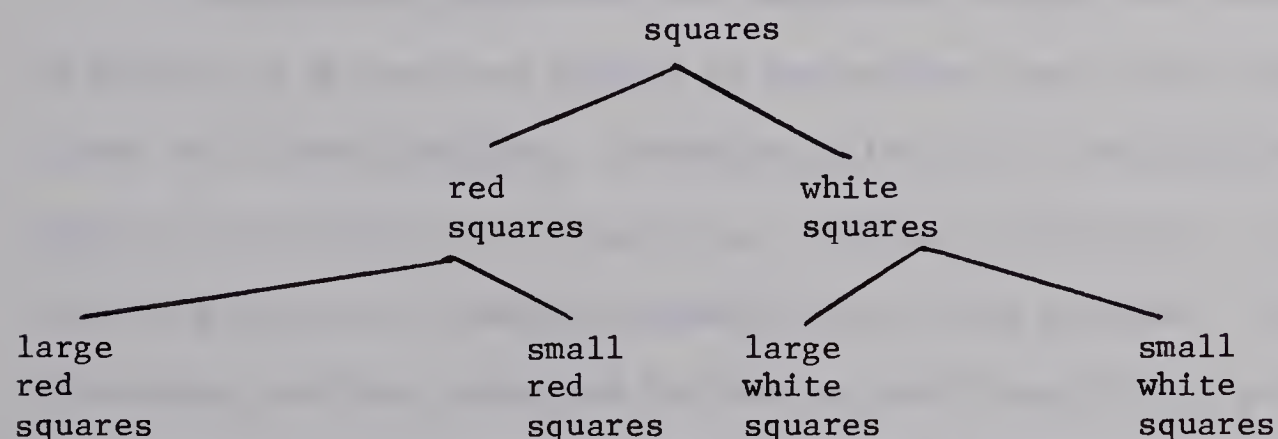 squares
red
squares
white
squares
large
red
squares
small
red
squares
large
white
squares
small
white
squares